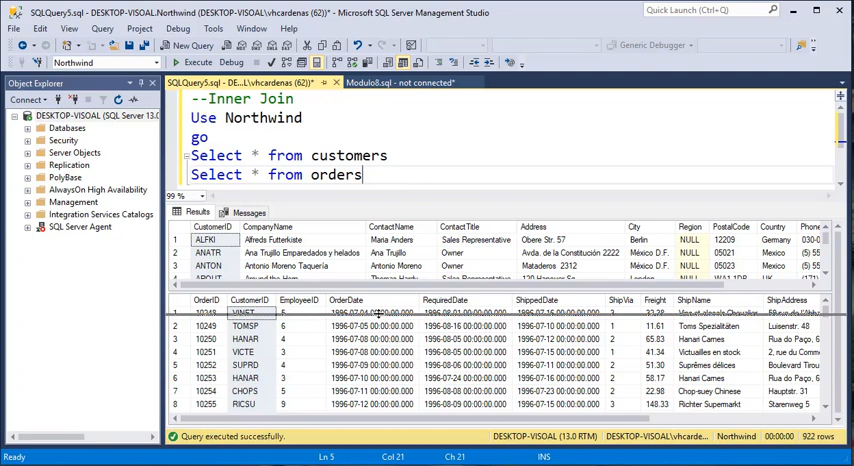 SQLQuery5.sql - DESKTOP-VISOAL.Northwind (DESKTOP-VISOAL\vhcardenas (62))* - Microsoft SQL Server Management Studio
Quick Launch (Ctrl+Q)
File Edit View Query Project Debug Tools Window Help
New Query
Generic Debugger
Northwind
Execute Debug
Object Explorer
SQLQuery5.sql - DE...L\vhcardenas (62))*
Modulo8.sql - not connected*
Connect
DESKTOP-VISOAL (SQL Server 13.0
Databases
Security
Server Objects
Replication
PolyBase
AlwaysOn High Availability
Management
Integration Services Catalogs
SQL Server Agent
--Inner Join
Use Northwind
go
Select * from customers
Select * from orders
99 %
Results Messages
CustomerID CompanyName ContactName ContactTitle Address City Region PostalCode Country Phone
1 ALFKI Alfreds Futterkiste Maria Anders Sales Representative Obere Str. 57 Berlin NULL 12209 Germany 030-0
2 ANATR Ana Trujillo Emparedados y helados Ana Trujillo Owner Avda. de la Constitución 2222 México D.F. NULL 05021 Mexico (5) 55
3 ANTON Antonio Moreno Taquería Antonio Moreno Owner Mataderos 2312 México D.F. NULL 05023 Mexico (5) 55
OrderID CustomerID EmployeeID OrderDate RequiredDate ShippedDate ShipVia Freight ShipName ShipAddress
2 10249 TOMSP 6 1996-07-05 00:00:00.000 1996-08-16 00:00:00.000 1996-07-10 00:00:00.000 1 11.61 Toms Spezialitäten Luisenstr. 48
3 10250 HANAR 4 1996-07-08 00:00:00.000 1996-08-05 00:00:00.000 1996-07-12 00:00:00.000 2 65.83 Hanari Carnes Rua do Paço, 6
4 10251 VICTE 3 1996-07-08 00:00:00.000 1996-08-05 00:00:00.000 1996-07-15 00:00:00.000 1 41.34 Victuailles en stock 2, rue du Comme
5 10252 SUPRD 4 1996-07-09 00:00:00.000 1996-08-06 00:00:00.000 1996-07-11 00:00:00.000 2 51.30 Suprêmes délices Boulevard Tirou
6 10253 HANAR 3 1996-07-10 00:00:00.000 1996-07-24 00:00:00.000 1996-07-16 00:00:00.000 2 58.17 Hanari Carnes Rua do Paço, 6
7 10254 CHOPS 5 1996-07-11 00:00:00.000 1996-08-08 00:00:00.000 1996-07-23 00:00:00.000 2 22.98 Chop-suey Chinese Hauptstr. 31
8 10255 RICSU 9 1996-07-12 00:00:00.000 1996-08-09 00:00:00.000 1996-07-15 00:00:00.000 3 148.33 Richter Supermarkt Starenweg 5
Query executed successfully. DESKTOP-VISOAL (13.0 RTM) DESKTOP-VISOAL\vhcarden... Northwind 00:00:00 922 rows
Ready Ln 5 Col 21 Ch 21 INS